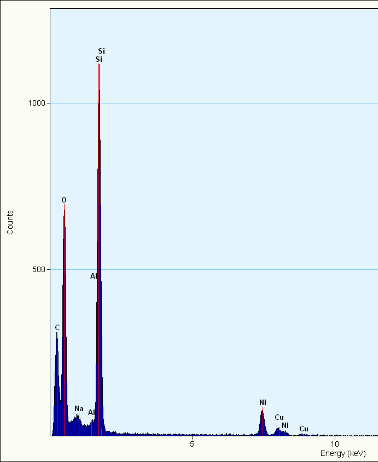 Si
Si
1000
O
Counts
Al
500
C
Na
Al
Ni
Cu
Ni
Cu
5
10
Energy (keV)